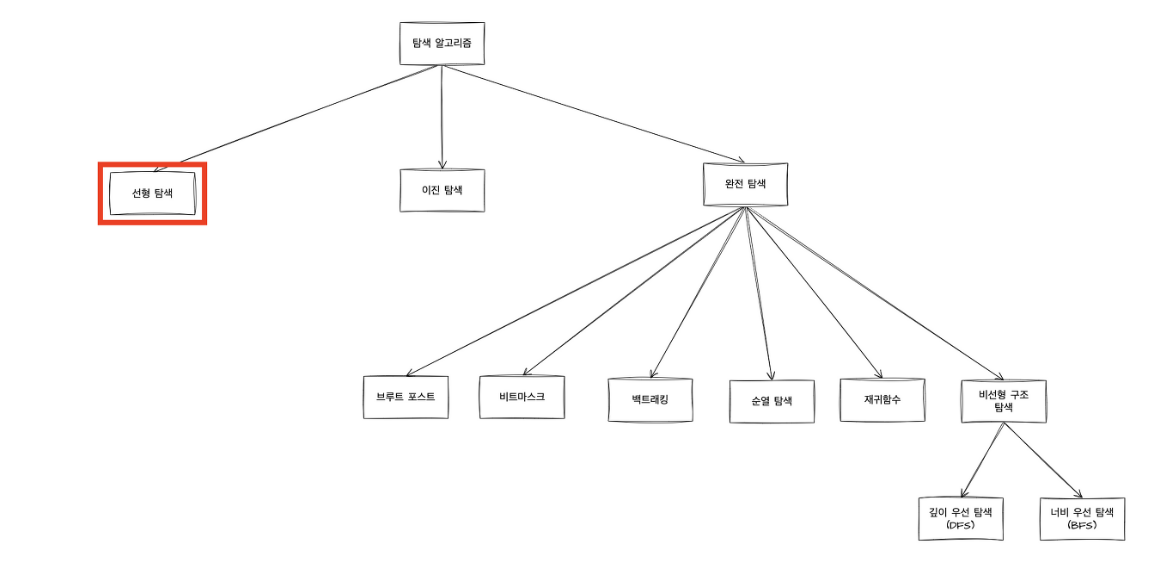 탐색 알고리즘
선형 탐색
이진 탐색
완전 탐색
브루트 포스트
비트마스크
백트래킹
순열 탐색
재귀함수
비선형 구조
탐색
깊이 우선 탐색
(DFS)
너비 우선 탐색
(BFS)